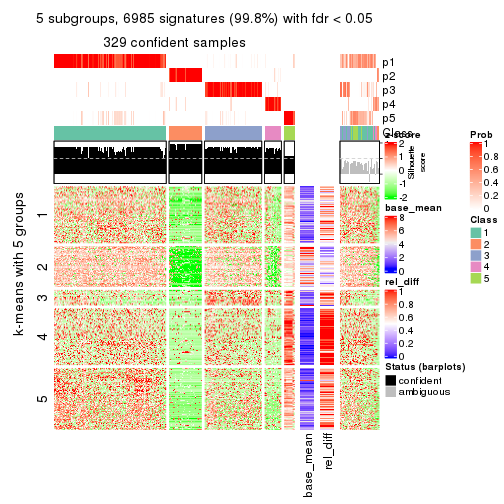 5 subgroups, 6985 signatures (99.8%) with fdr < 0.05
329 confident samples
p1
p2
p3
p4
p5
Class
Silhouette
score
k-means with 5 groups
1
2
3
4
5
base_mean
rel_diff
z-score
2
1
0
-1
-2
base_mean
8
6
4
2
0
rel_diff
1
0.8
0.6
0.4
0.2
0
Status (barplots)
confident
ambiguous
Prob
1
0.8
0.6
0.4
0.2
0
Class
1
2
3
4
5